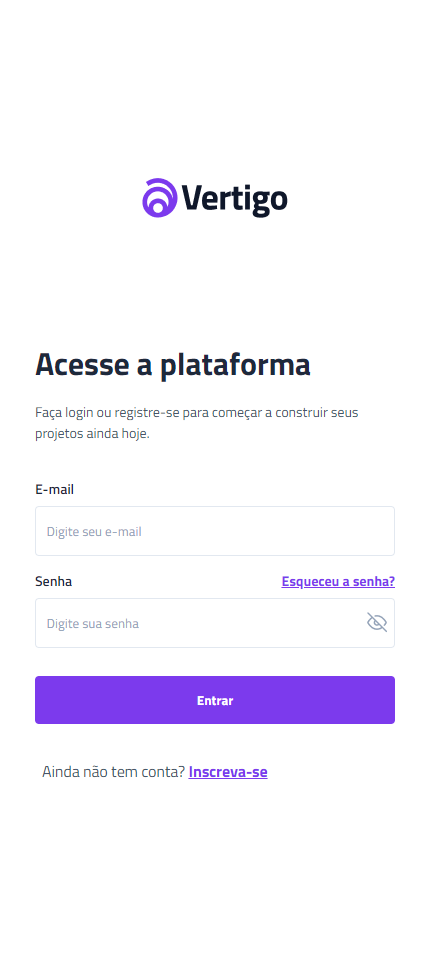 Vertigo
Acesse a plataforma
Faça login ou registre-se para começar a construir seus
projetos ainda hoje.
E-mail
Digite seu e-mail
Senha
Esqueceu a senha?
Digite sua senha
Entrar
Ainda não tem conta? Inscreva-se